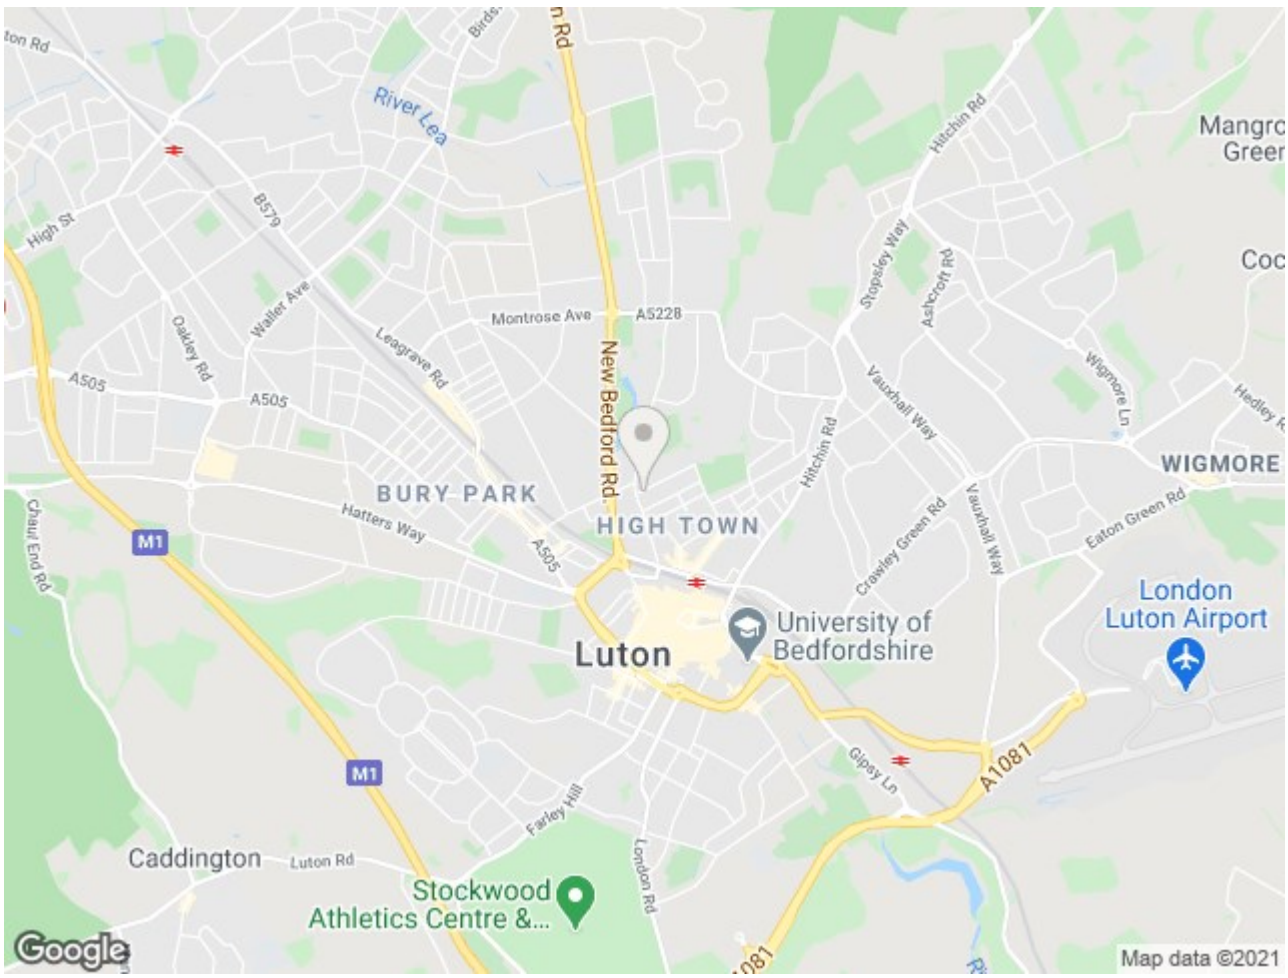 ton Rd
Birds
n Rd
River Lea
Hitchin Rd
Mangro
Green
B579
High St
Stopsley Way
Ashcroft Rd
Coc
Waller Ave
Montrose Ave
A5228
Oakley Rd
Leagrave Rd
New Bedford Rd.
Wigmore Ln
A505
A505
Vauxhall Way
Hedley R
Hitchin Rd
WIGMORE
BURY PARK
HIGH TOWN
Chaul End Rd
Hatters Way
A505
Crawley Green Rd
Vauxhall Way
Eaton Green Rd
M1
London
Luton Airport
University of
Bedfordshire
Luton
M1
Gipsy Ln
A1081
Farley Hill
London Rd
Caddington
Luton Rd
Stockwood
Athletics Centre &...
A1081
Ri
Google
Map data ©2021